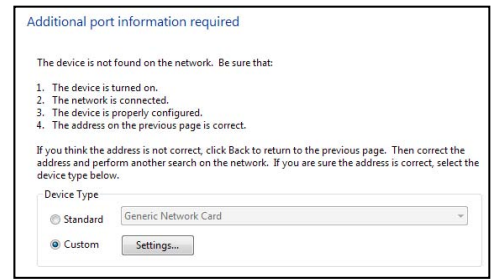 Additional port information required
The device is not found on the network. Be sure that:
1. The device is turned on.
2. The network is connected.
3. The device is properly configured.
4. The address on the previous page is correct.
If you think the address is not correct, click Back to return to the previous page. Then correct the
address and perform another search on the network. If you are sure the address is correct, select the
device type below.
Device Type
Standard Generic Network Card
Custom Settings...